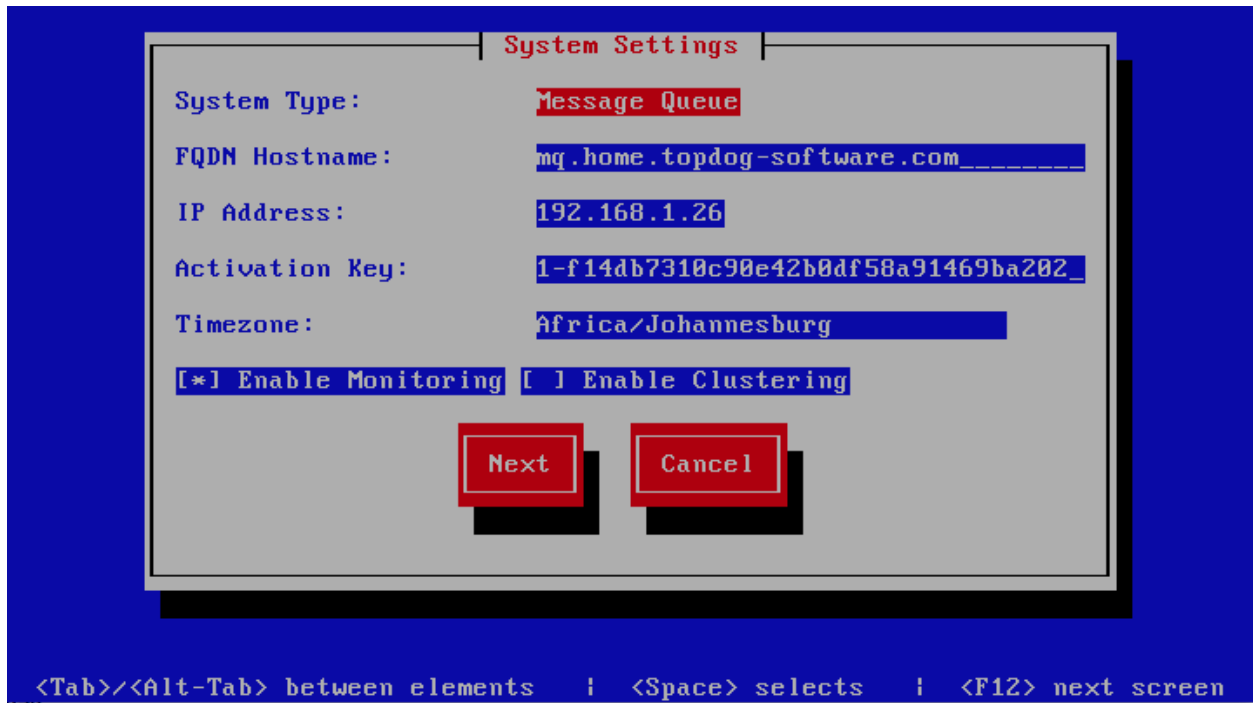 System Settings
System Type: Message Queue
FQDN Hostname: mq.home.topdog-software.com________
IP Address: 192.168.1.26
Activation Key: 1-f14db7310c90e42b0df58a91469ba202_
Timezone: Africa/Johannesburg
[*] Enable Monitoring [ ] Enable Clustering
Next Cancel
<Tab>/<Alt-Tab> between elements | <Space> selects | <F12> next screen